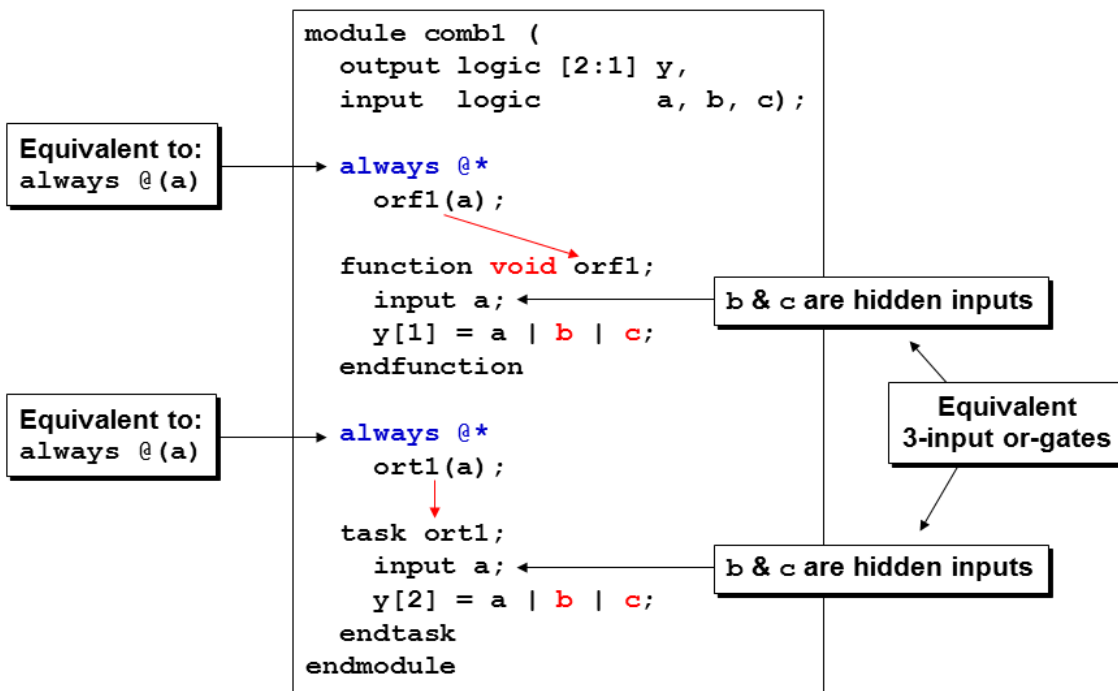 module comb1 (
output logic [2:1] y,
input  logic       a, b, c);
Equivalent to:
always @(a)
always @*
orf1(a);
function void orf1;
input a;
y[1] = a | b | c;
endfunction
b & c are hidden inputs
Equivalent to:
always @(a)
always @*
ort1(a);
Equivalent
3-input or-gates
task ort1;
input a;
y[2] = a | b | c;
endtask
endmodule
b & c are hidden inputs